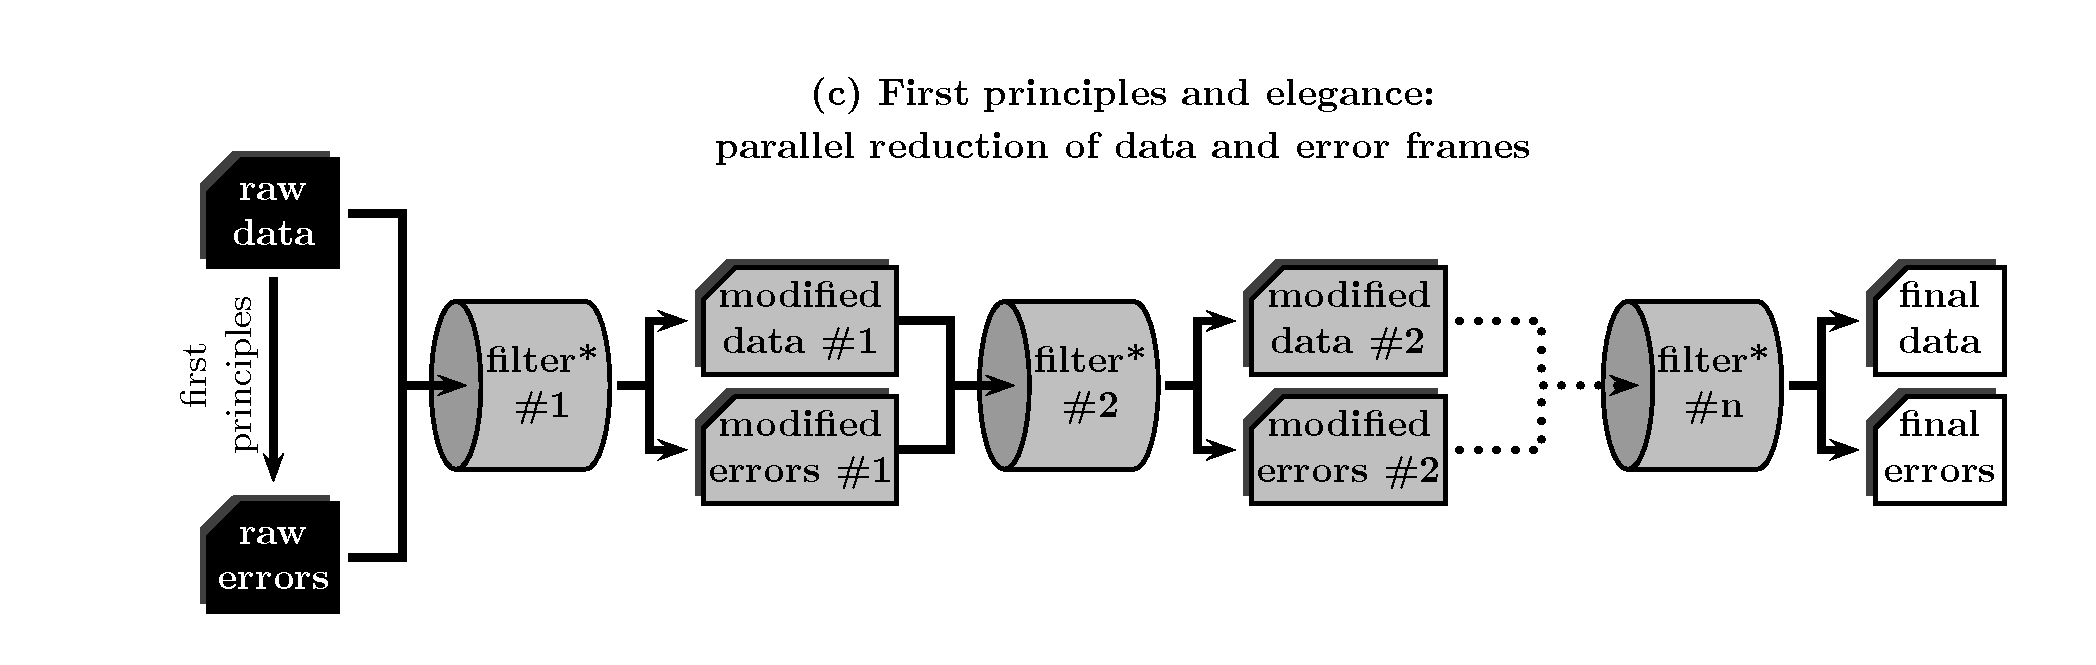 (c) First principles and elegance:
parallel reduction of data and error frames
raw
data
first
principles
raw
errors
filter*
#1
modified
data #1
modified
errors #1
filter*
#2
modified
data #2
modified
errors #2
filter*
#n
final
data
final
errors